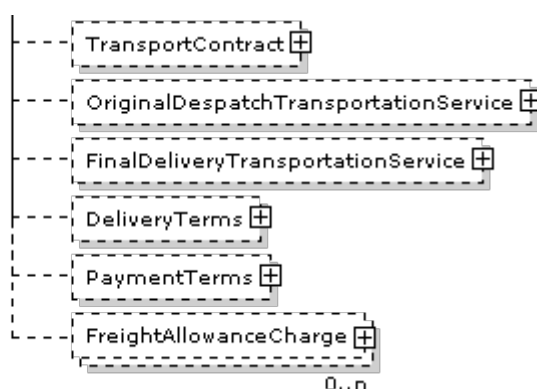 TransportContract
OriginalDespatchTransportationService
FinalDeliveryTransportationService
DeliveryTerms
PaymentTerms
FreightAllowanceCharge
0..n